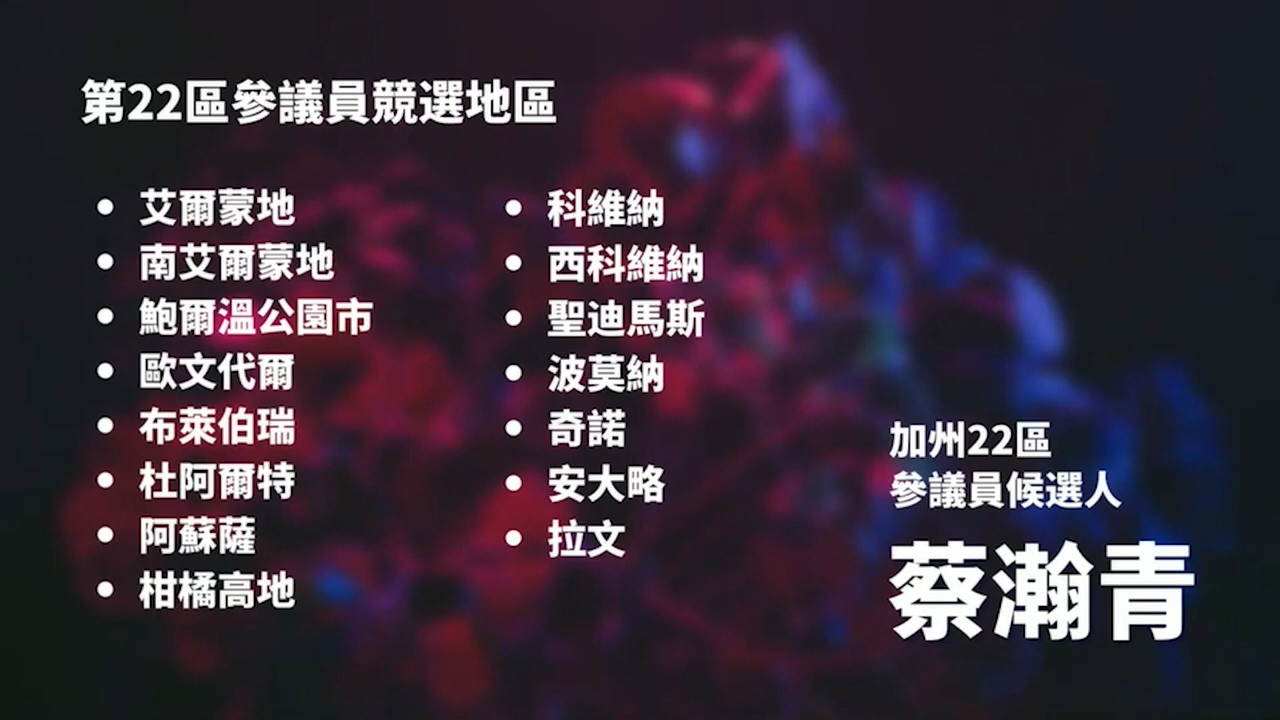 第22區參議員競選地區
• 艾爾蒙地
• 南艾爾蒙地
• 鮑爾溫公園市
• 歐文代爾
• 布萊伯瑞
• 杜阿爾特
• 阿蘇薩
• 柑橘高地
• 科維納
• 西科維納
• 聖迪馬斯
• 波莫納
• 奇諾
• 安大略
• 拉文
加州22區
參議員候選人
蔡瀚青